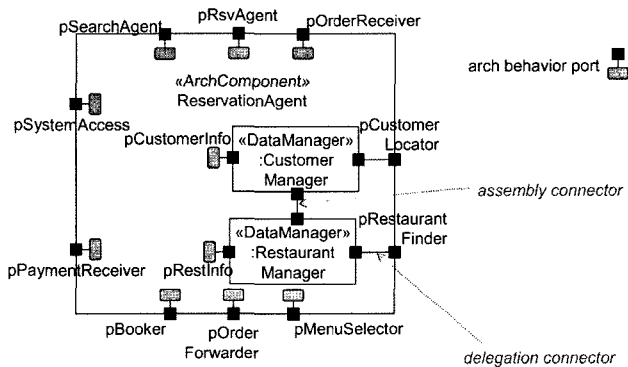 pRsvAgent
pSearchAgent
pOrderReceiver
«ArchComponent»
ReservationAgent
arch behavior port
pSystemAccess
pCustomerInfo
«DataManager»
:Customer
Manager
pCustomer
Locator
assembly connector
«DataManager»
:Restaurant
Manager
pRestaurant
Finder
pPaymentReceiver
pRestInfo
pBooker
pOrder
Forwarder
pMenuSelector
delegation connector